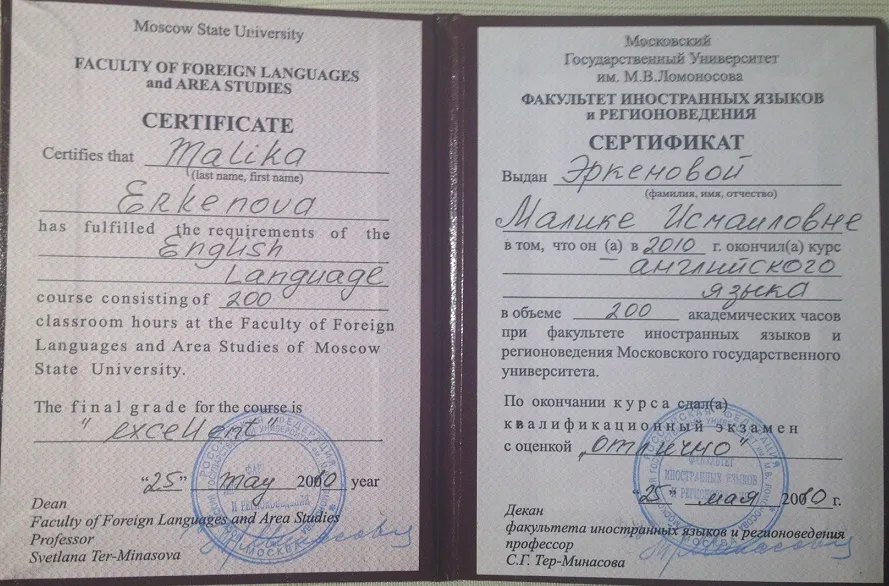 Moscow State University
FACULTY OF FOREIGN LANGUAGES
and AREA STUDIES
CERTIFICATE
Certifies that Malika
(last name, first name)
Erkenova
has fulfilled the requirements of the
English
Language
course consisting of 200
classroom hours at the Faculty of Foreign
Languages and Area Studies of Moscow
State University.
The final grade for the course is
"excellent"
"25" may 2010 year
Dean
Faculty of Foreign Languages and Area Studies
Professor
Svetlana Ter-Minasova
Московский
Государственный Университет
им. М.В.Ломоносова
ФАКУЛЬТЕТ ИНОСТРАННЫХ ЯЗЫКОВ
и РЕГИОНОВЕДЕНИЯ
СЕРТИФИКАТ
Выдан Эркеновой
(фамилия, имя, отчество)
Малике Исмаиловне
в том, что он (а) в 2010 г. окончил(а) курс
английского
языка
в объеме 200 академических часов
при факультете иностранных языков и
регионоведения Московского государственного
университета.
По окончании курса сдал(а)
квалификационный экзамен
с оценкой „отлично"
"25" мая 2010 г.
Декан
факультета иностранных языков и регионоведения
профессор
С.Г. Тер-Минасова